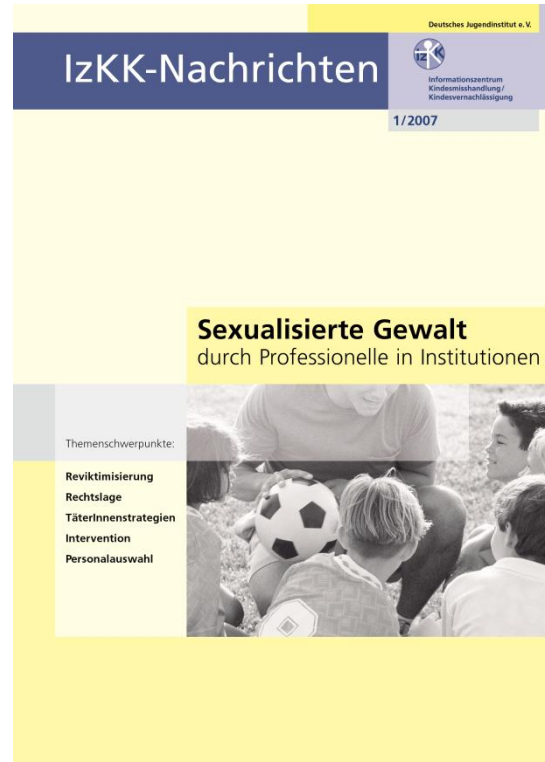 Deutsches Jugendinstitut e. V.
IzKK-Nachrichten
IzKK
Informationszentrum
Kindesmisshandlung/
Kindesvernachlässigung
1/2007
Sexualisierte Gewalt
durch Professionelle in Institutionen
Themenschwerpunkte:
Reviktimisierung
Rechtslage
TäterInnenstrategien
Intervention
Personalauswahl